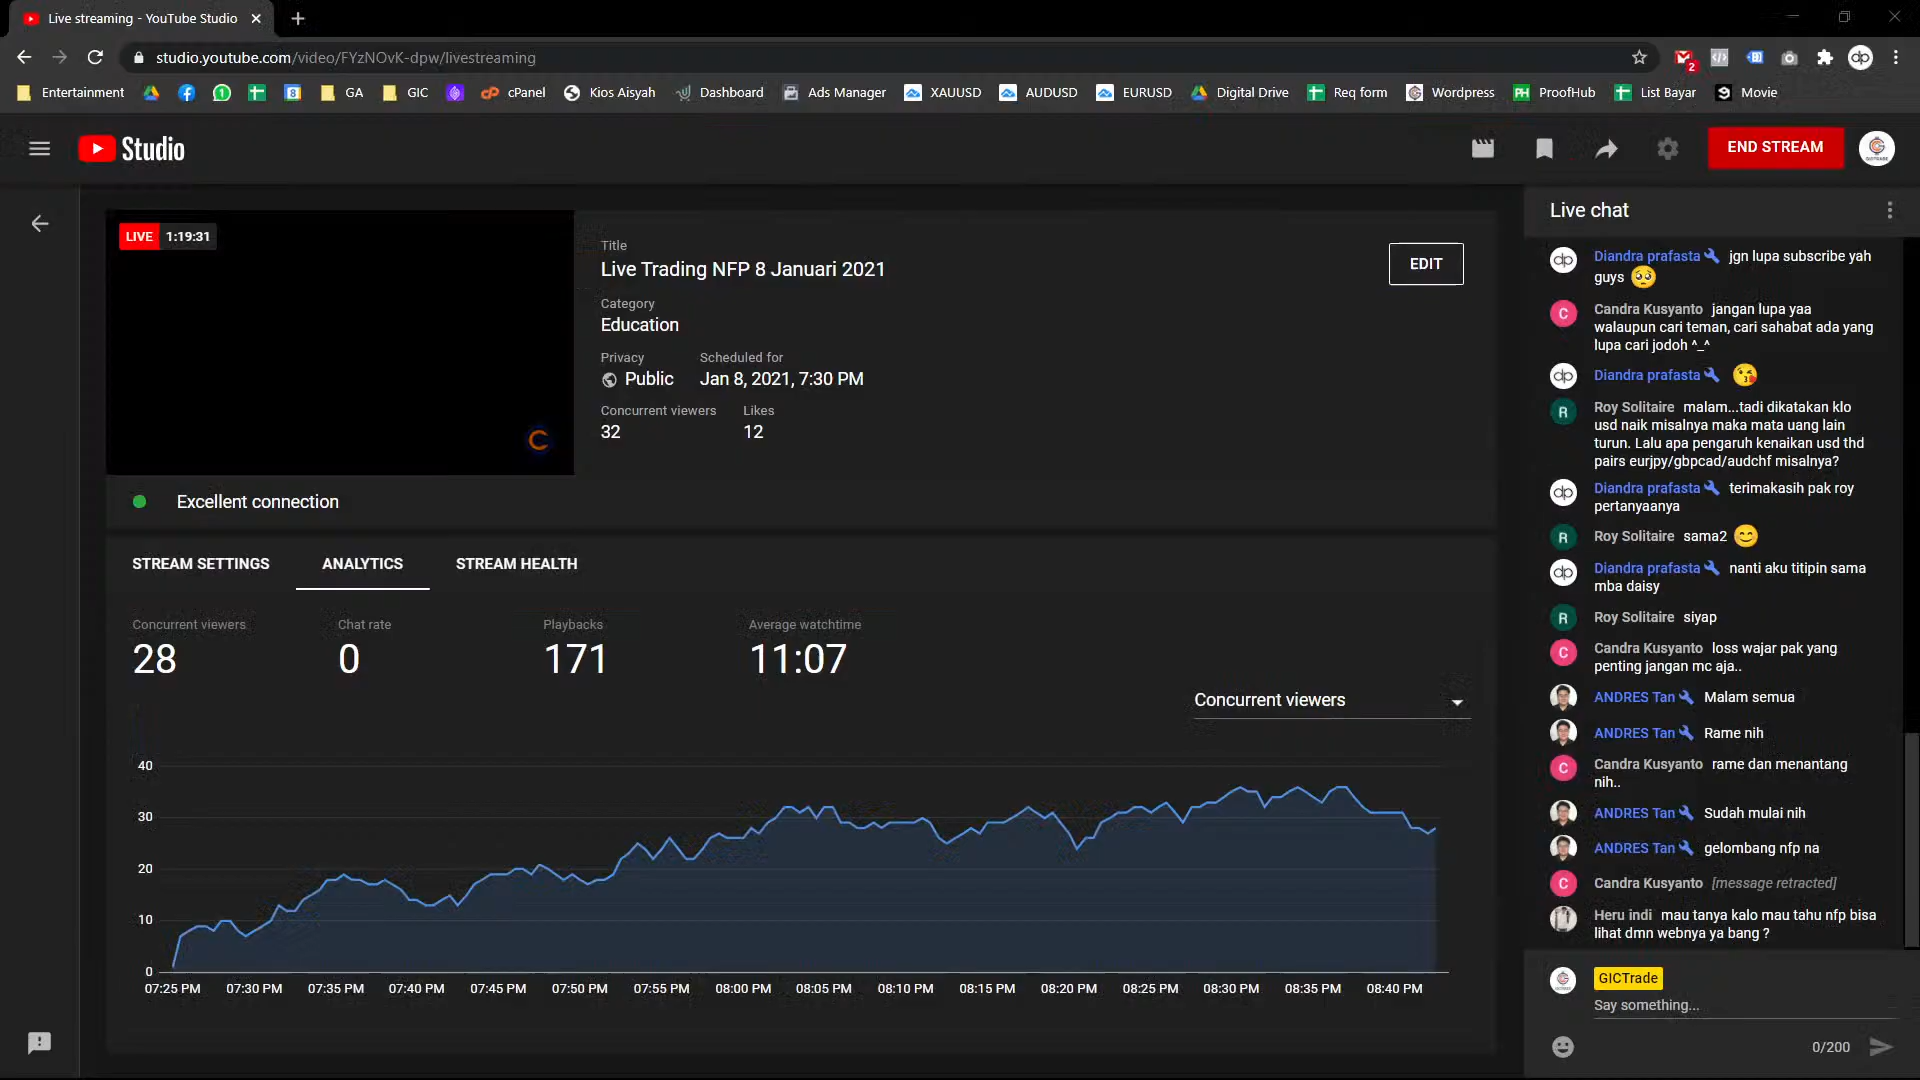 Live streaming - YouTube Studio
studio.youtube.com/video/FYzNOvK-dpw/livestreaming
2
dp
Entertainment
1
8
GA
GIC
cPanel
Kios Aisyah
Dashboard
Ads Manager
XAUUSD
AUDUSD
EURUSD
Digital Drive
Req form
Wordpress
PH ProofHub
List Bayar
Movie
Studio
END STREAM
LIVE 1:19:31
Title
Live Trading NFP 8 Januari 2021
EDIT
Category
Education
Privacy
Scheduled for
Public
Jan 8, 2021, 7:30 PM
Concurrent viewers
Likes
32
12
Excellent connection
STREAM SETTINGS
ANALYTICS
STREAM HEALTH
Concurrent viewers
Chat rate
Playbacks
Average watchtime
28
0
171
11:07
Concurrent viewers
40
30
20
10
0
07:25 PM
07:30 PM
07:35 PM
07:40 PM
07:45 PM
07:50 PM
07:55 PM
08:00 PM
08:05 PM
08:10 PM
08:15 PM
08:20 PM
08:25 PM
08:30 PM
08:35 PM
08:40 PM
Live chat
dp Diandra prafasta jgn lupa subscribe yah
guys 🥺
C Candra Kusyanto jangan lupa yaa
walaupun cari teman, cari sahabat ada yang
lupa cari jodoh ^_^
dp Diandra prafasta 😘
R Roy Solitaire malam...tadi dikatakan klo
usd naik misalnya maka mata uang lain
turun. Lalu apa pengaruh kenaikan usd thd
pairs eurjpy/gbpcad/audchf misalnya?
dp Diandra prafasta terimakasih pak roy
pertanyaanya
R Roy Solitaire sama2 😊
dp Diandra prafasta nanti aku titipin sama
mba daisy
R Roy Solitaire siyap
C Candra Kusyanto loss wajar pak yang
penting jangan mc aja..
ANDRES Tan Malam semua
ANDRES Tan Rame nih
C Candra Kusyanto rame dan menantang
nih..
ANDRES Tan Sudah mulai nih
ANDRES Tan gelombang nfp na
C Candra Kusyanto [message retracted]
Heru indi mau tanya kalo mau tahu nfp bisa
lihat dmn webnya ya bang ?
GICTrade
Say something...
0/200